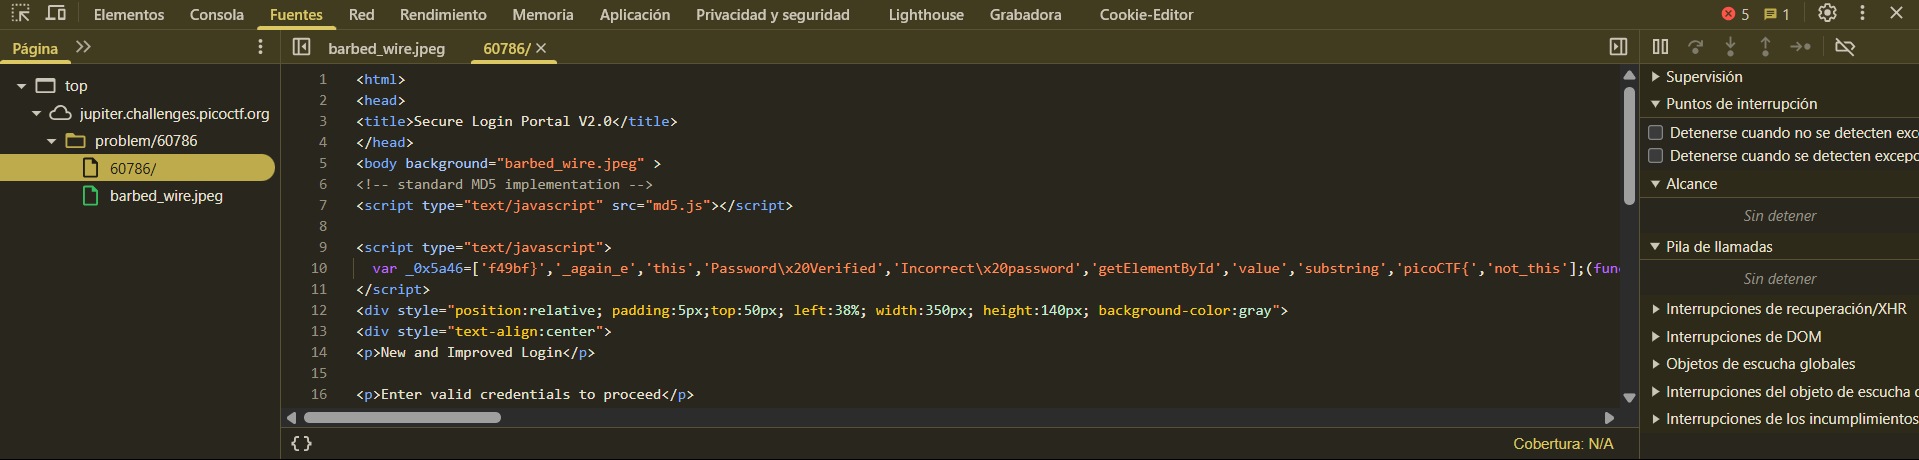 Elementos Consola Fuentes Red Rendimiento Memoria Aplicación Privacidad y seguridad Lighthouse Grabadora Cookie-Editor 5 1
Página
barbed_wire.jpeg 60786/
top
jupiter.challenges.picoctf.org
problem/60786
60786/
barbed_wire.jpeg
1 <html>
2 <head>
3 <title>Secure Login Portal V2.0</title>
4 </head>
5 <body background="barbed_wire.jpeg" >
6 <!-- standard MD5 implementation -->
7 <script type="text/javascript" src="md5.js"></script>
8
9 <script type="text/javascript">
10 var _0x5a46=['f49bf}','_again_e','this','Password\x20Verified','Incorrect\x20password','getElementById','value','substring','picoCTF{','not_this'];(func
11 </script>
12 <div style="position:relative; padding:5px;top:50px; left:38%; width:350px; height:140px; background-color:gray">
13 <div style="text-align:center">
14 <p>New and Improved Login</p>
15
16 <p>Enter valid credentials to proceed</p>
{} Cobertura: N/A
Supervisión
Puntos de interrupción
Detenerse cuando no se detecten exce
Detenerse cuando se detecten excepc
Alcance
Sin detener
Pila de llamadas
Sin detener
Interrupciones de recuperación/XHR
Interrupciones de DOM
Objetos de escucha globales
Interrupciones del objeto de escucha d
Interrupciones de los incumplimientos